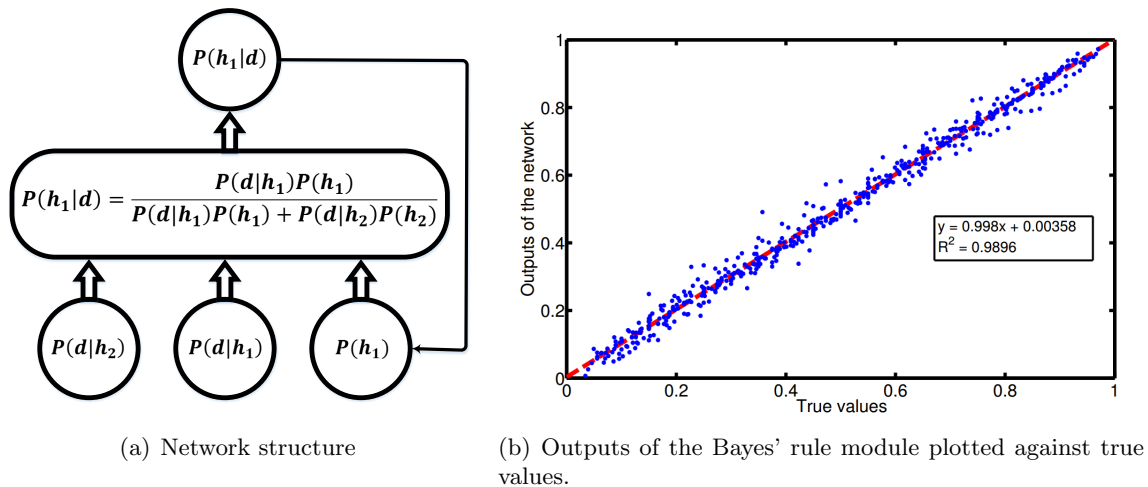 P(h₁|d)
P(h₁|d) = P(d|h₁)P(h₁) / P(d|h₁)P(h₁) + P(d|h₂)P(h₂)
P(d|h₂) P(d|h₁) P(h₁)
(a) Network structure
1
0.8
0.6
0.4
0.2
0
Outputs of the network
y = 0.998x + 0.00358
R² = 0.9896
0 0.2 0.4 0.6 0.8 1
True values
(b) Outputs of the Bayes' rule module plotted against true
values.